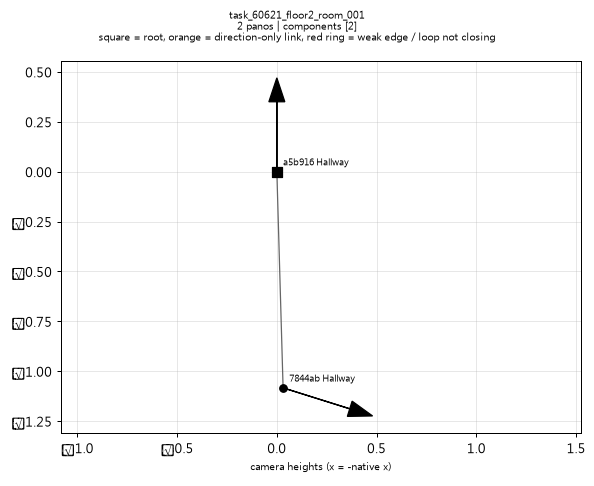 task_60621_floor2_room_001
2 panos | components [2]
square = root, orange = direction-only link, red ring = weak edge / loop not closing
0.50
0.25
a5b916 Hallway
0.00
√0.25
√0.50
√0.75
7844ab Hallway
√1.00
√1.25
√1.0 √0.5 0.0 0.5 1.0 1.5
camera heights (x = -native x)